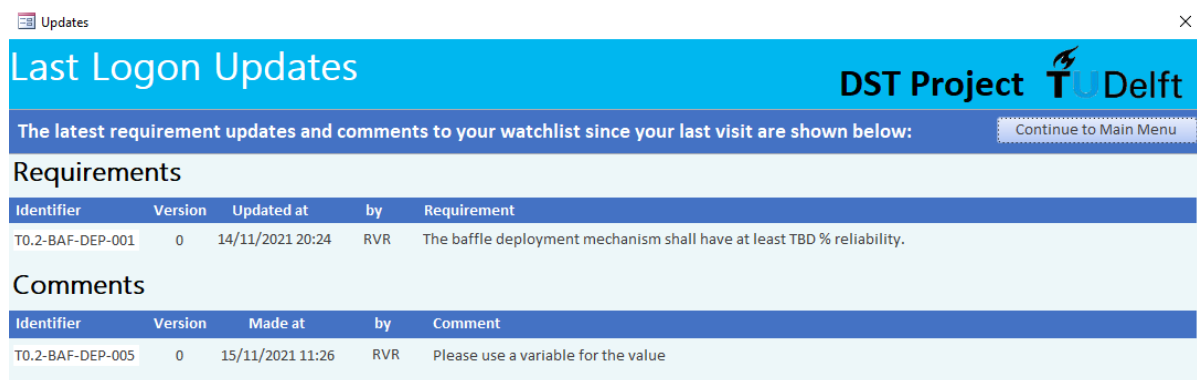 Updates
Last Logon Updates
DST Project TU Delft
The latest requirement updates and comments to your watchlist since your last visit are shown below: Continue to Main Menu
Requirements
Identifier Version Updated at by Requirement
T0.2-BAF-DEP-001 0 14/11/2021 20:24 RVR The baffle deployment mechanism shall have at least TBD % reliability.
Comments
Identifier Version Made at by Comment
T0.2-BAF-DEP-005 0 15/11/2021 11:26 RVR Please use a variable for the value